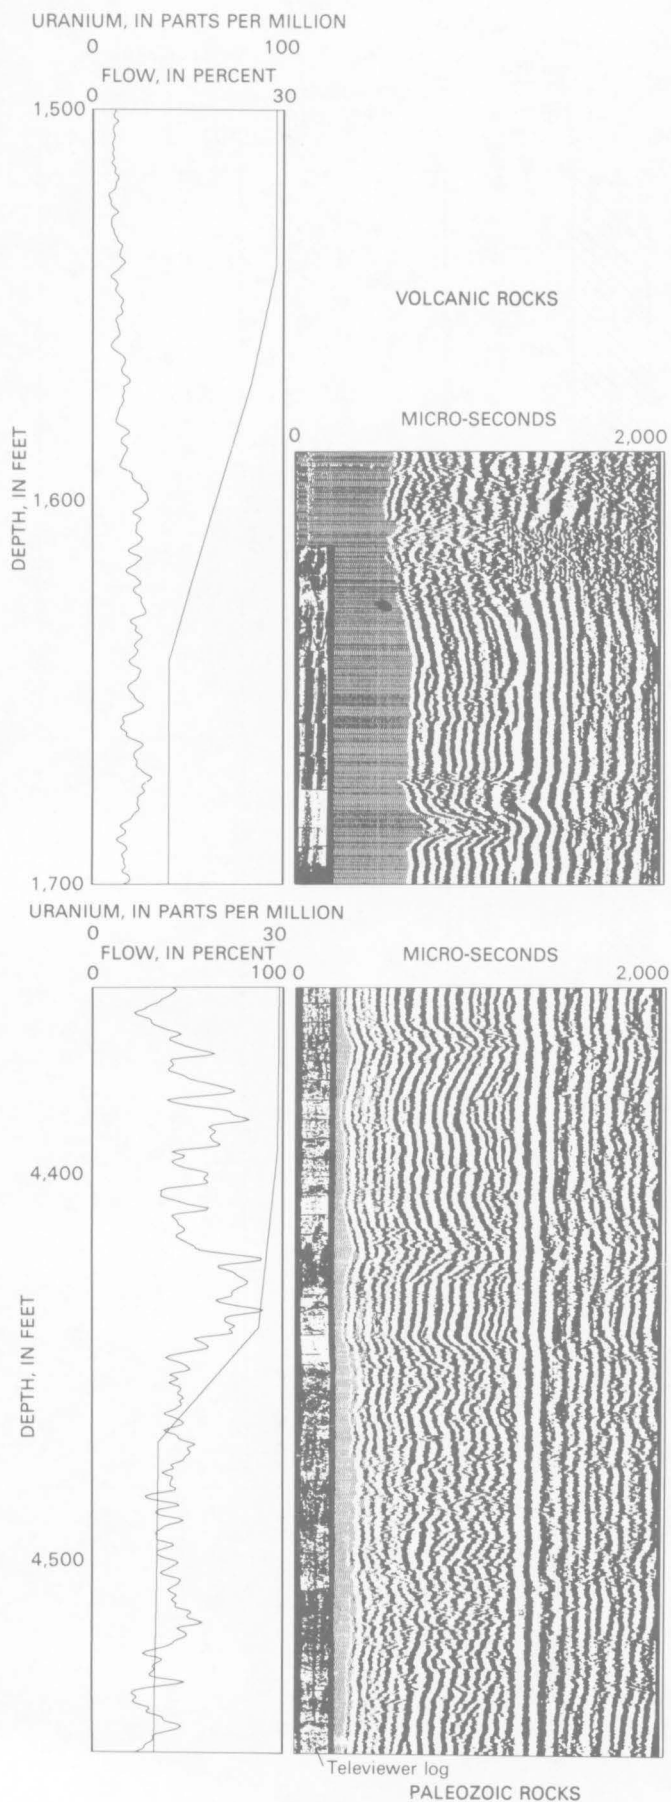 URANIUM, IN PARTS PER MILLION
0 100
FLOW, IN PERCENT
0 30
1,500
VOLCANIC ROCKS
MICRO-SECONDS
0 2,000
DEPTH, IN FEET
1,600
1,700
URANIUM, IN PARTS PER MILLION
0 30
FLOW, IN PERCENT
0 100
MICRO-SECONDS
0 2,000
4,400
DEPTH, IN FEET
4,500
Televiewer log
PALEOZOIC ROCKS